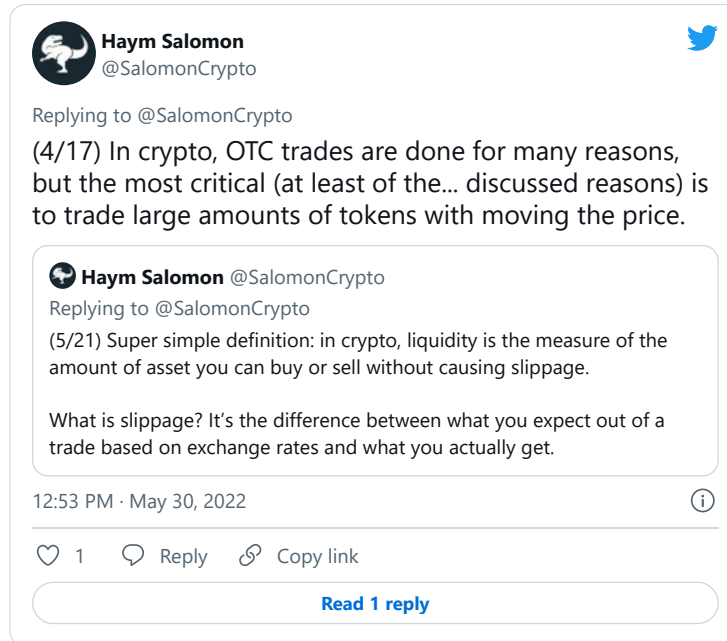 Haym Salomon
@SalomonCrypto
Replying to @SalomonCrypto
(4/17) In crypto, OTC trades are done for many reasons,
but the most critical (at least of the... discussed reasons) is
to trade large amounts of tokens with moving the price.
Haym Salomon @SalomonCrypto
Replying to @SalomonCrypto
(5/21) Super simple definition: in crypto, liquidity is the measure of the
amount of asset you can buy or sell without causing slippage.
What is slippage? It’s the difference between what you expect out of a
trade based on exchange rates and what you actually get.
12:53 PM · May 30, 2022
1 Reply Copy link
Read 1 reply